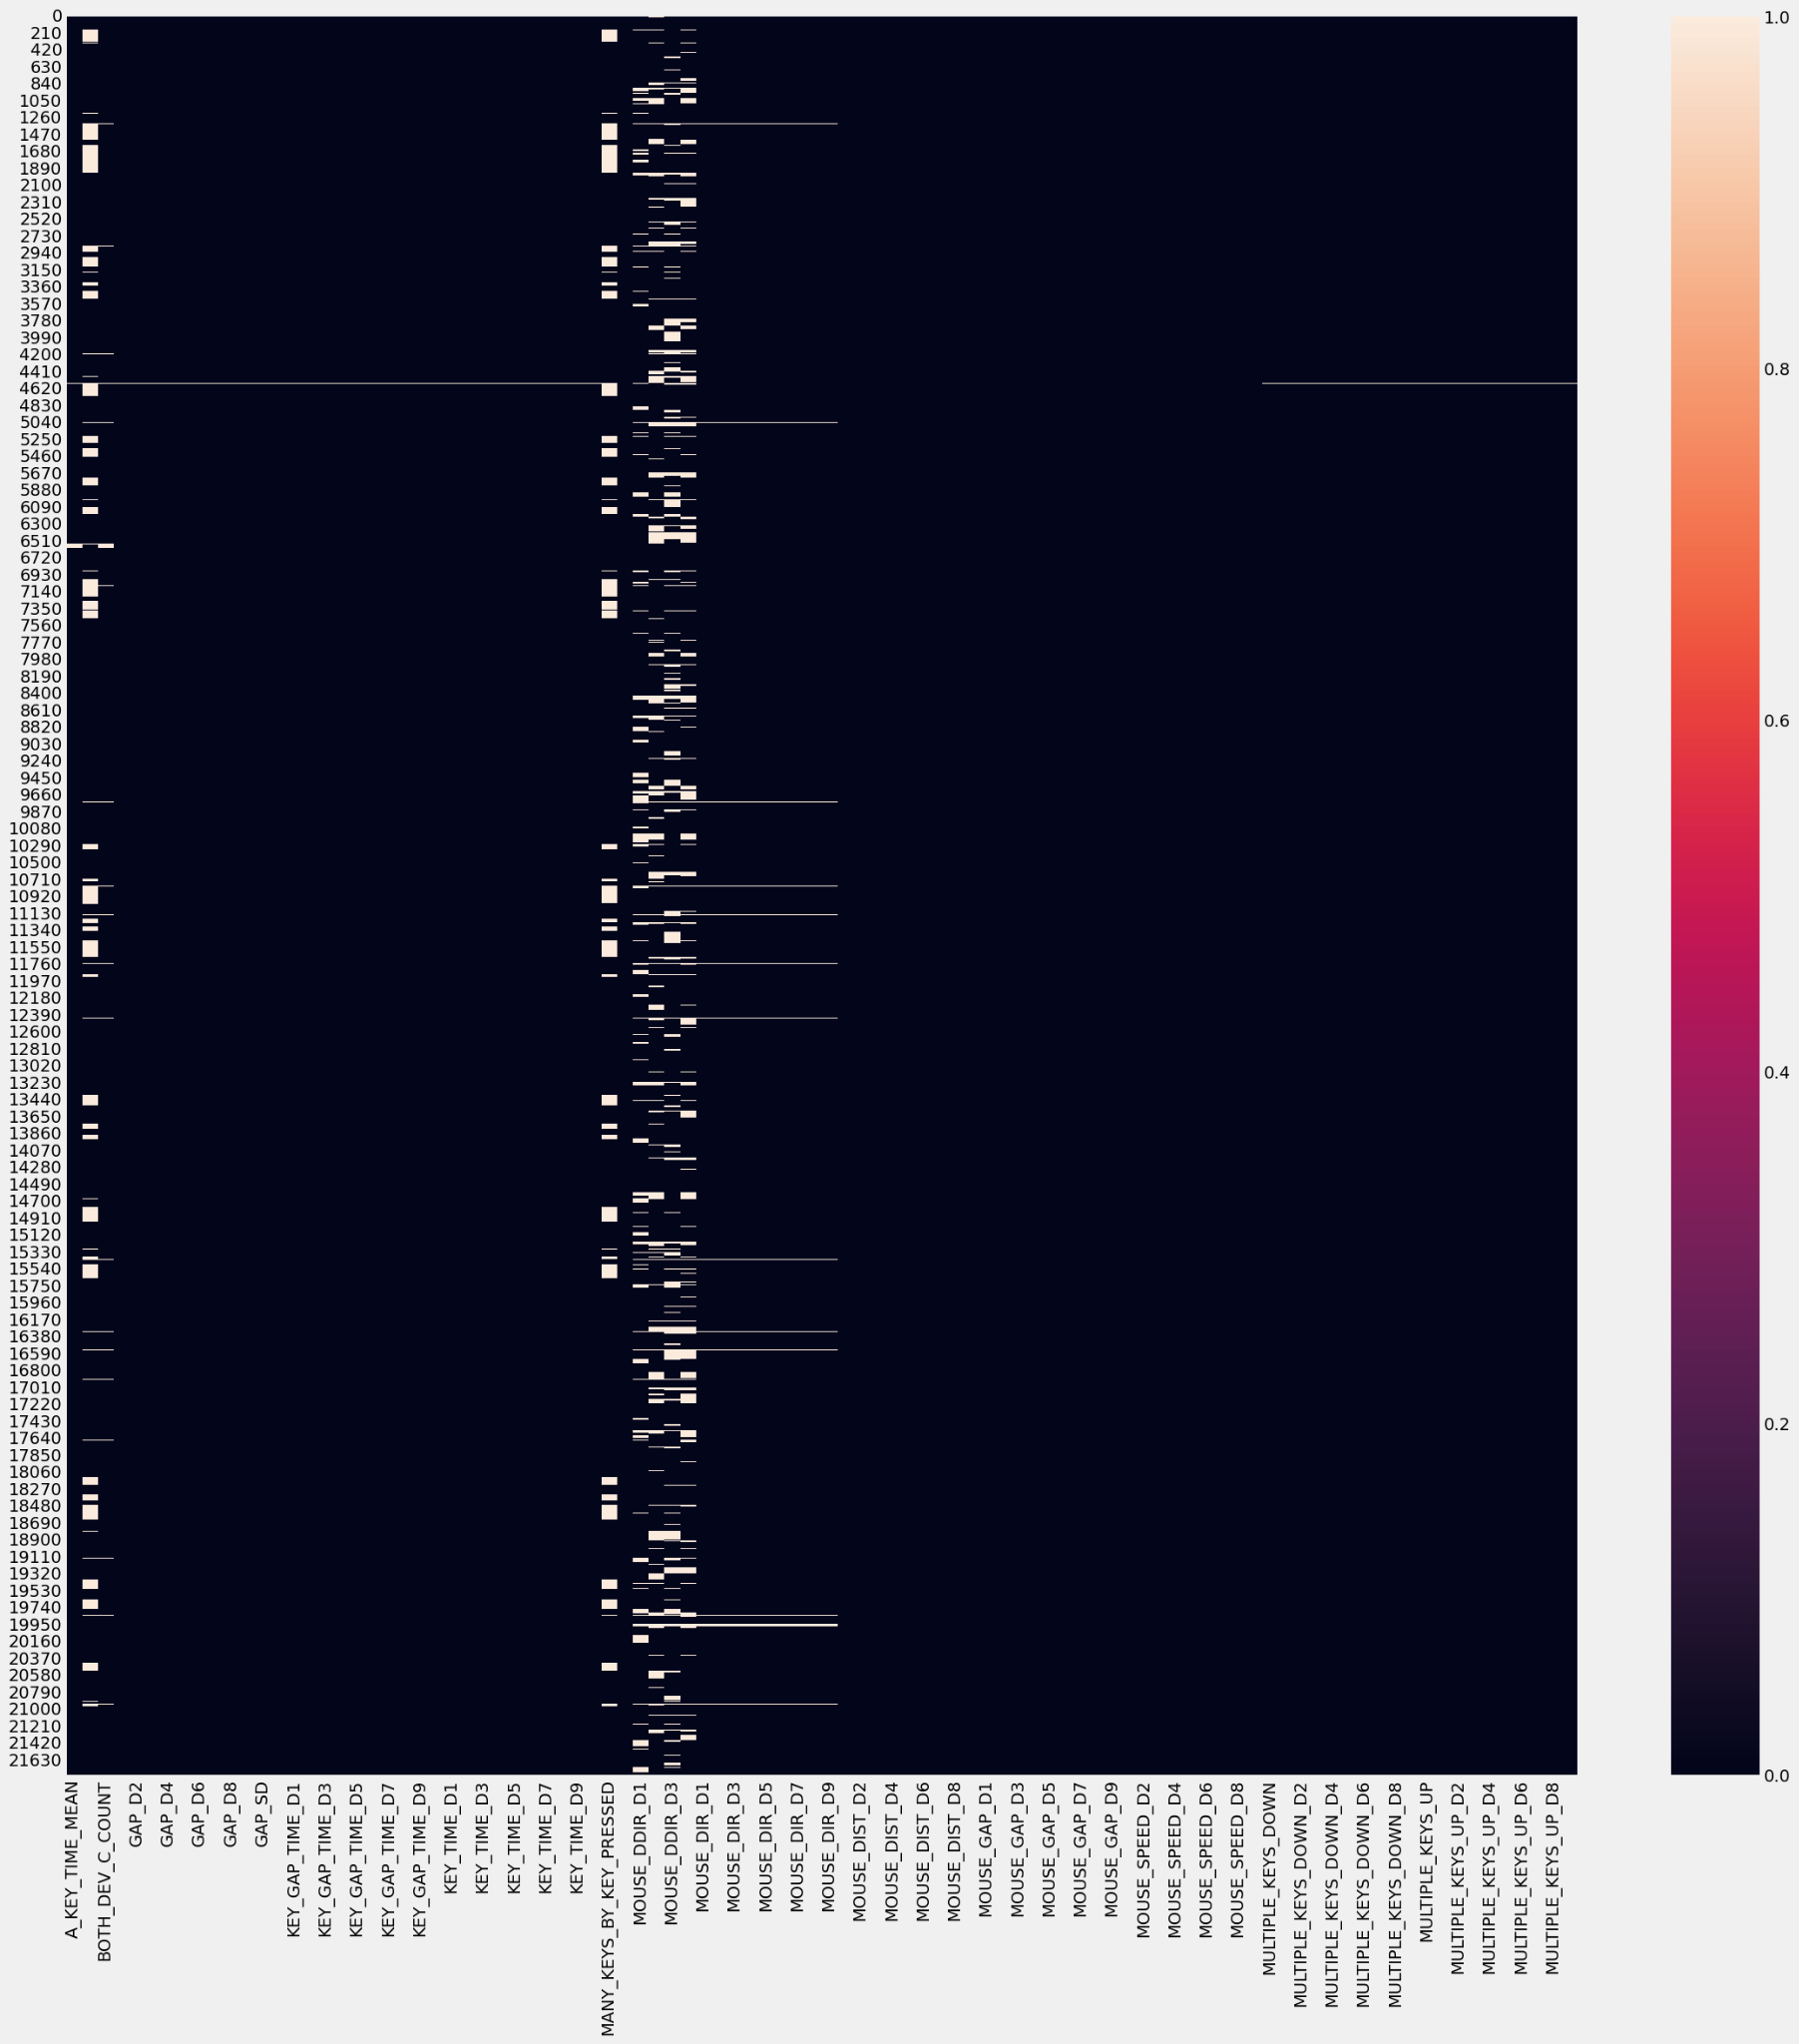 0
210
420
630
840
1050
1260
1470
1680
1890
2100
2310
2520
2730
2940
3150
3360
3570
3780
3990
4200
4410
4620
4830
5040
5250
5460
5670
5880
6090
6300
6510
6720
6930
7140
7350
7560
7770
7980
8190
8400
8610
8820
9030
9240
9450
9660
9870
10080
10290
10500
10710
10920
11130
11340
11550
11760
11970
12180
12390
12600
12810
13020
13230
13440
13650
13860
14070
14280
14490
14700
14910
15120
15330
15540
15750
15960
16170
16380
16590
16800
17010
17220
17430
17640
17850
18060
18270
18480
18690
18900
19110
19320
19530
19740
19950
20160
20370
20580
20790
21000
21210
21420
21630
A_KEY_TIME_MEAN
BOTH_DEV_C_COUNT
GAP_D2
GAP_D4
GAP_D6
GAP_D8
GAP_SD
KEY_GAP_TIME_D1
KEY_GAP_TIME_D3
KEY_GAP_TIME_D5
KEY_GAP_TIME_D7
KEY_GAP_TIME_D9
KEY_TIME_D1
KEY_TIME_D3
KEY_TIME_D5
KEY_TIME_D7
KEY_TIME_D9
MANY_KEYS_BY_KEY_PRESSED
MOUSE_DDIR_D1
MOUSE_DDIR_D3
MOUSE_DIR_D1
MOUSE_DIR_D3
MOUSE_DIR_D5
MOUSE_DIR_D7
MOUSE_DIR_D9
MOUSE_DIST_D2
MOUSE_DIST_D4
MOUSE_DIST_D6
MOUSE_DIST_D8
MOUSE_GAP_D1
MOUSE_GAP_D3
MOUSE_GAP_D5
MOUSE_GAP_D7
MOUSE_GAP_D9
MOUSE_SPEED_D2
MOUSE_SPEED_D4
MOUSE_SPEED_D6
MOUSE_SPEED_D8
MULTIPLE_KEYS_DOWN
MULTIPLE_KEYS_DOWN_D2
MULTIPLE_KEYS_DOWN_D4
MULTIPLE_KEYS_DOWN_D6
MULTIPLE_KEYS_DOWN_D8
MULTIPLE_KEYS_UP
MULTIPLE_KEYS_UP_D2
MULTIPLE_KEYS_UP_D4
MULTIPLE_KEYS_UP_D6
MULTIPLE_KEYS_UP_D8
1.0
0.8
0.6
0.4
0.2
0.0